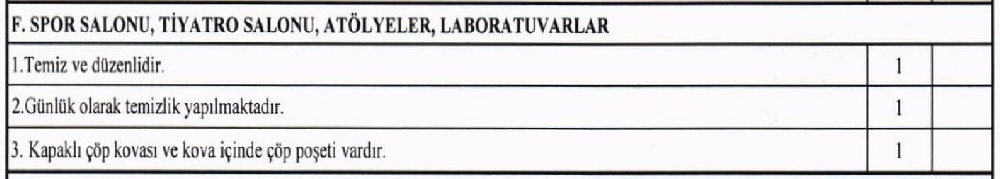 F. SPOR SALONU, TİYATRO SALONU, ATÖLYELER, LABORATUVARLAR
1.Temiz ve düzenlidir. 1
2.Günlük olarak temizlik yapılmaktadır. 1
3. Kapaklı çöp kovası ve kova içinde çöp poşeti vardır. 1